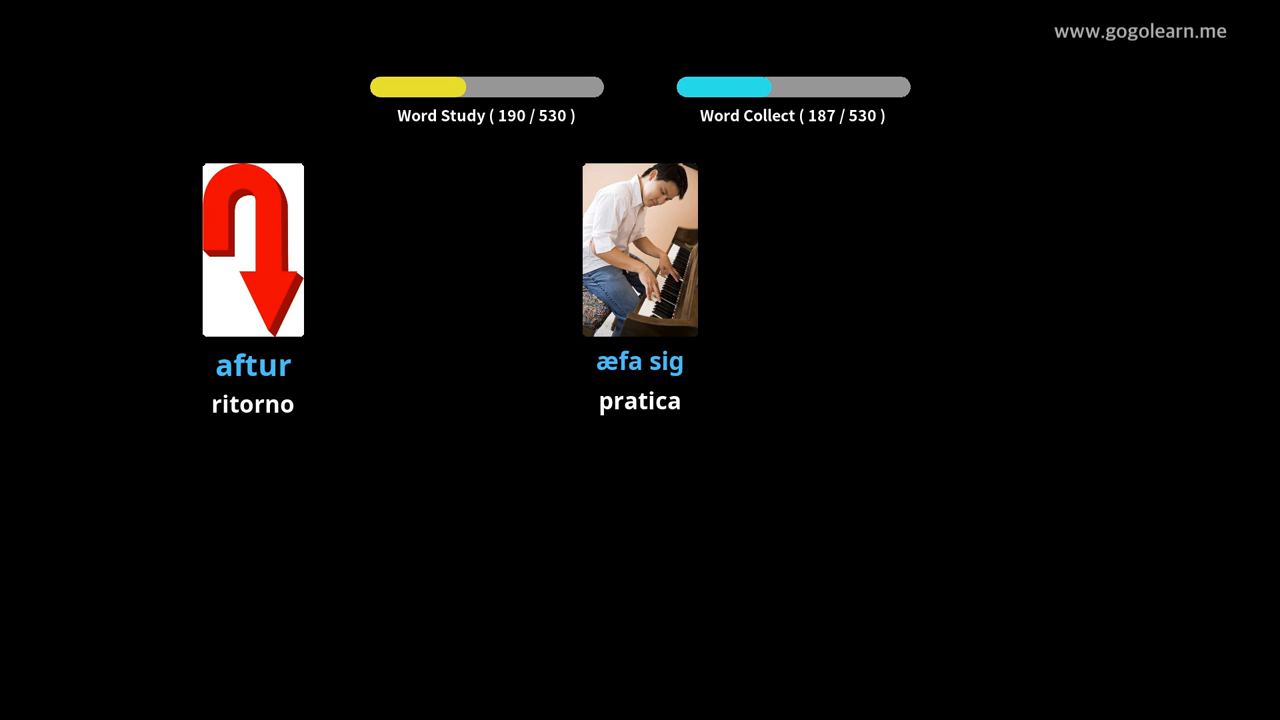 www.gogolearn.me
Word Study ( 190 / 530 )
Word Collect ( 187 / 530 )
aftur
ritorno
æfa sig
pratica